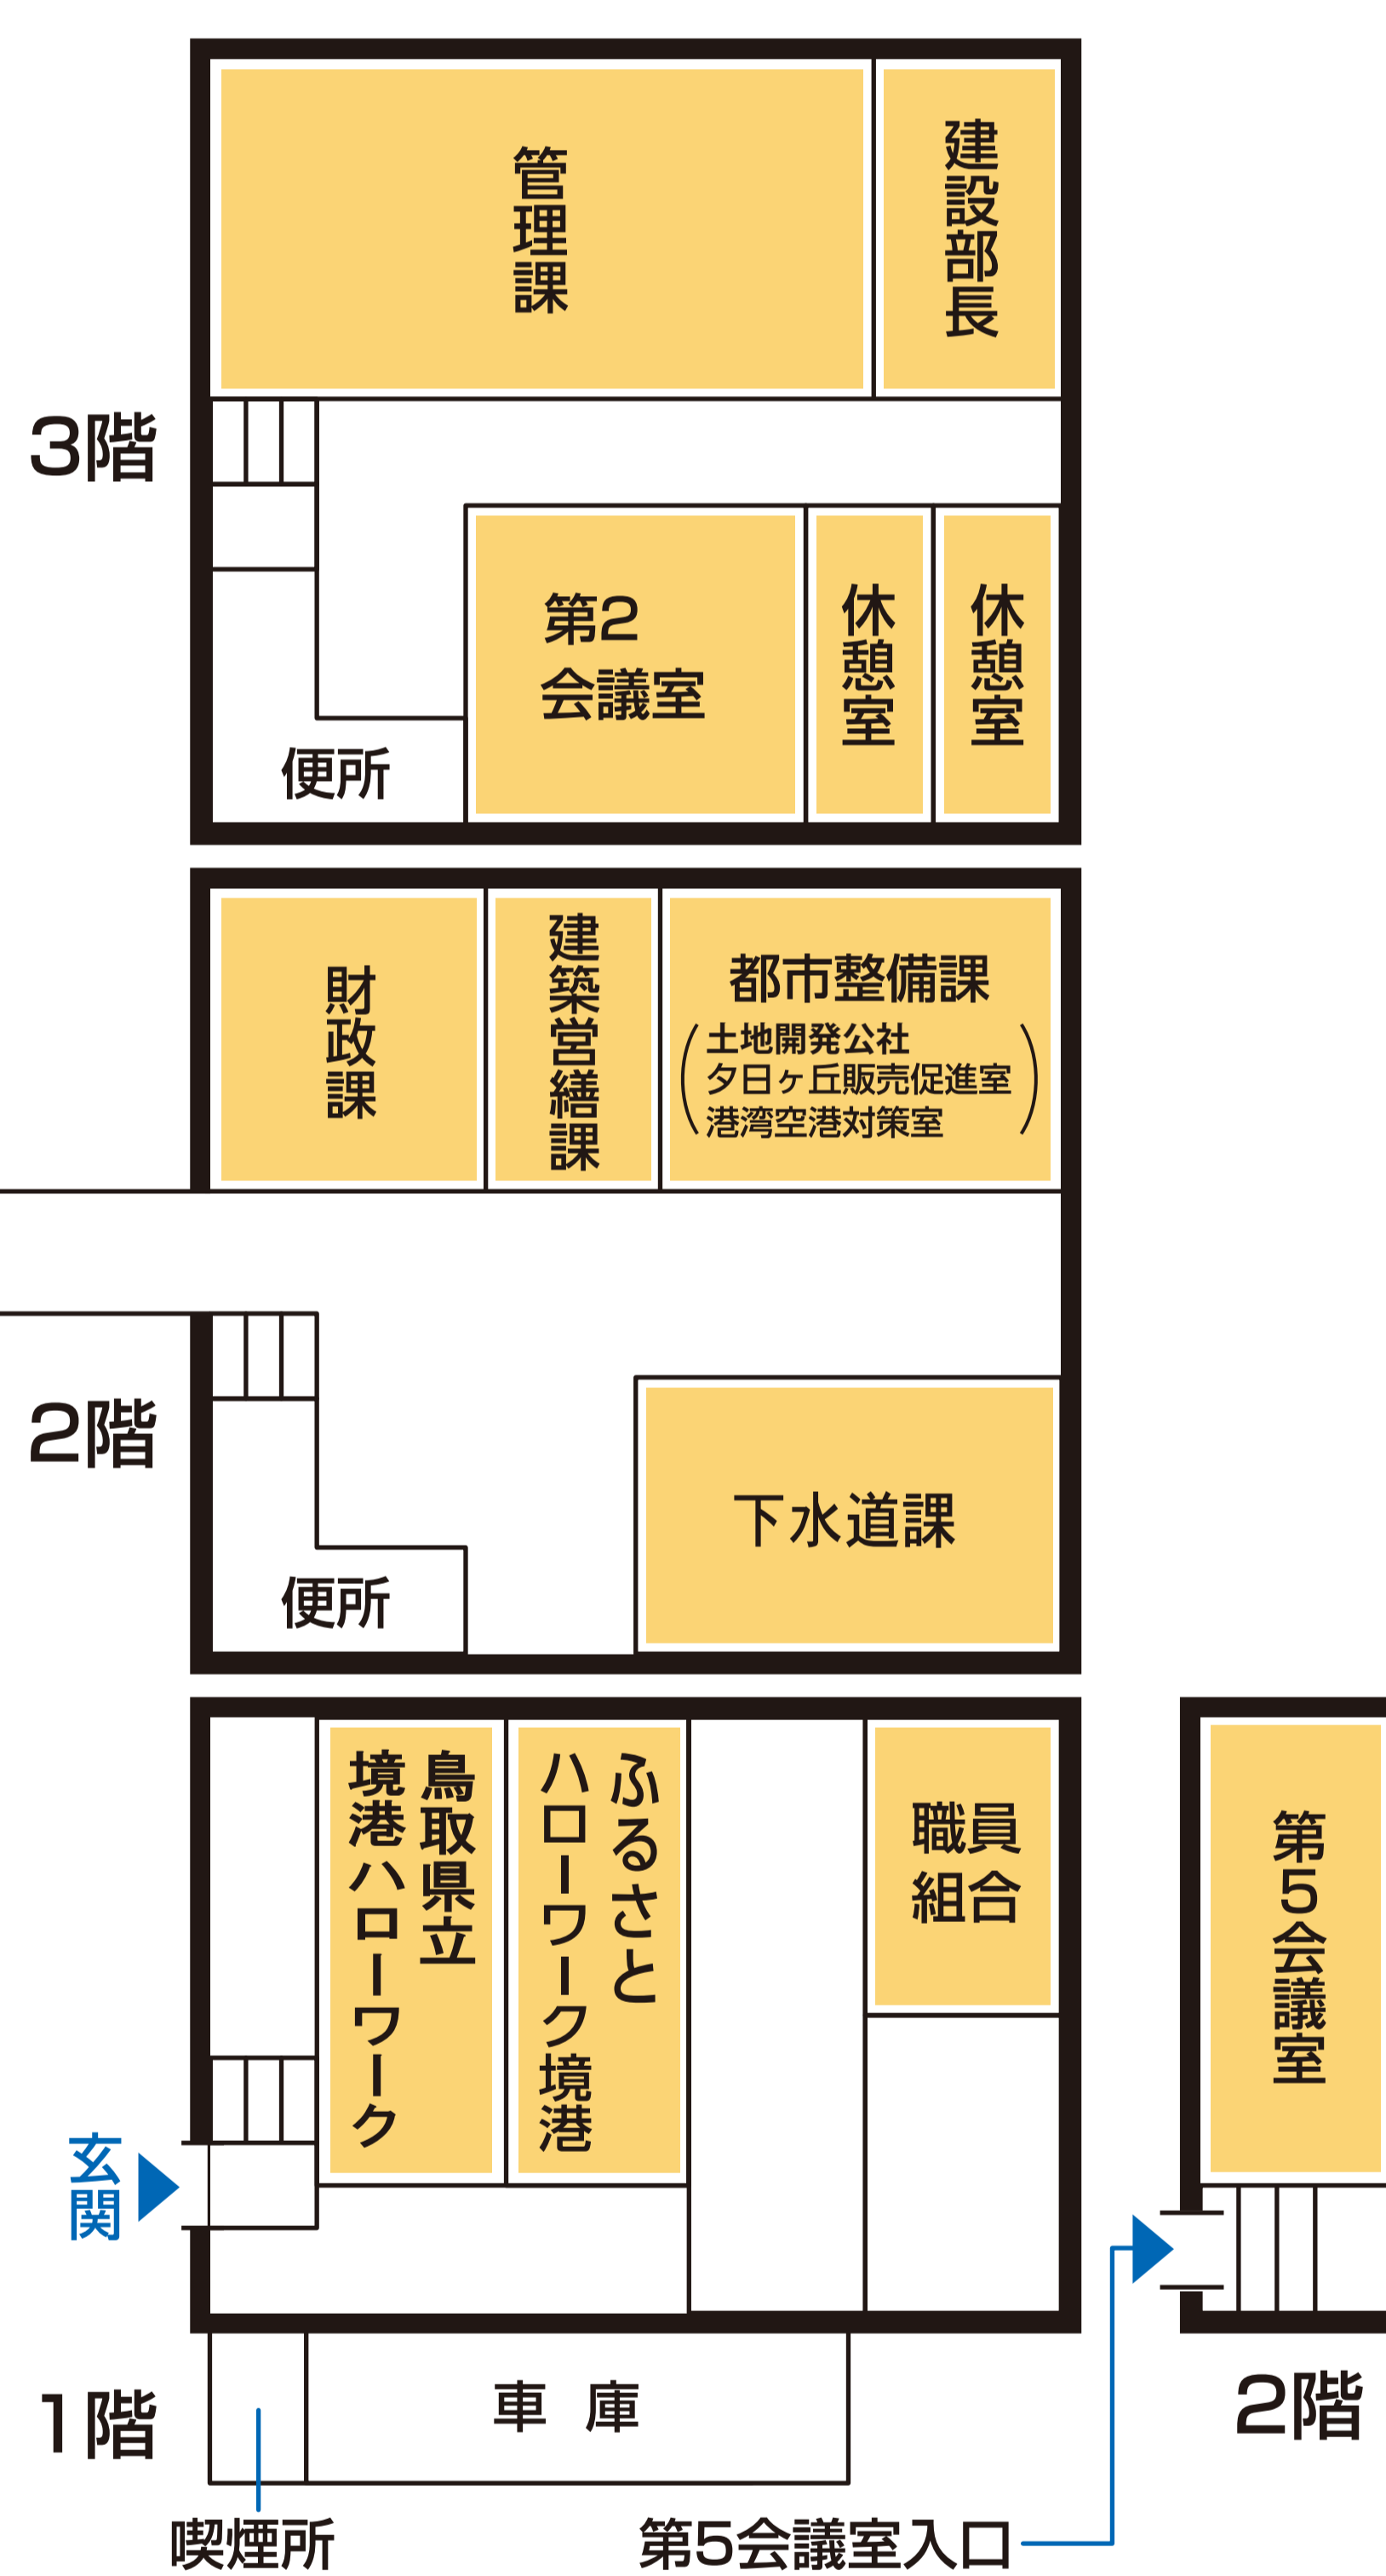 管理課
建設部長
3階
第2
会議室
休憩室
休憩室
便所
財政課
建築営繕課
都市整備課
土地開発公社
夕日ヶ丘販売促進室
港湾空港対策室
2階
下水道課
便所
鳥取県立
境港ハローワーク
ふるさと
ハローワーク境港
職員
組合
第5会議室
玄関
1階
車庫
2階
喫煙所
第5会議室入口